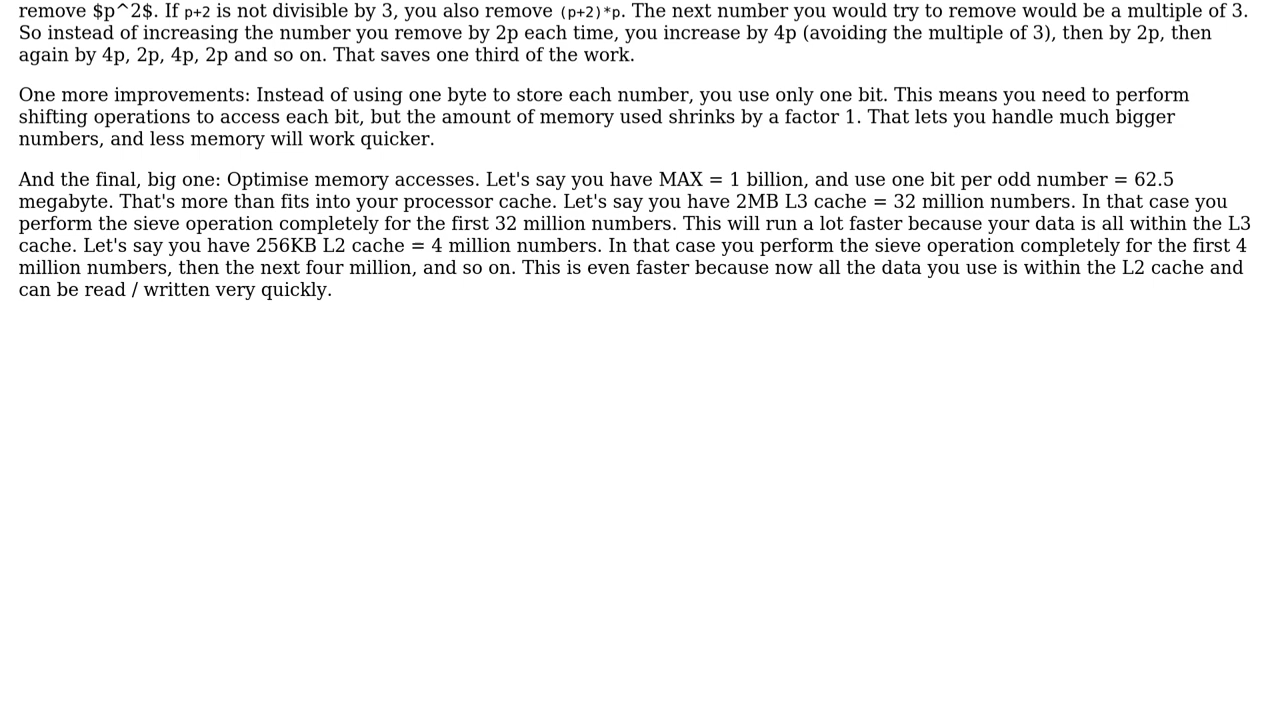 remove $p^2$. If p+2 is not divisible by 3, you also remove (p+2)*p. The next number you would try to remove would be a multiple of 3.
So instead of increasing the number you remove by 2p each time, you increase by 4p (avoiding the multiple of 3), then by 2p, then
again by 4p, 2p, 4p, 2p and so on. That saves one third of the work.
One more improvements: Instead of using one byte to store each number, you use only one bit. This means you need to perform
shifting operations to access each bit, but the amount of memory used shrinks by a factor 1. That lets you handle much bigger
numbers, and less memory will work quicker.
And the final, big one: Optimise memory accesses. Let's say you have MAX = 1 billion, and use one bit per odd number = 62.5
megabyte. That's more than fits into your processor cache. Let's say you have 2MB L3 cache = 32 million numbers. In that case you
perform the sieve operation completely for the first 32 million numbers. This will run a lot faster because your data is all within the L3
cache. Let's say you have 256KB L2 cache = 4 million numbers. In that case you perform the sieve operation completely for the first 4
million numbers, then the next four million, and so on. This is even faster because now all the data you use is within the L2 cache and
can be read / written very quickly.